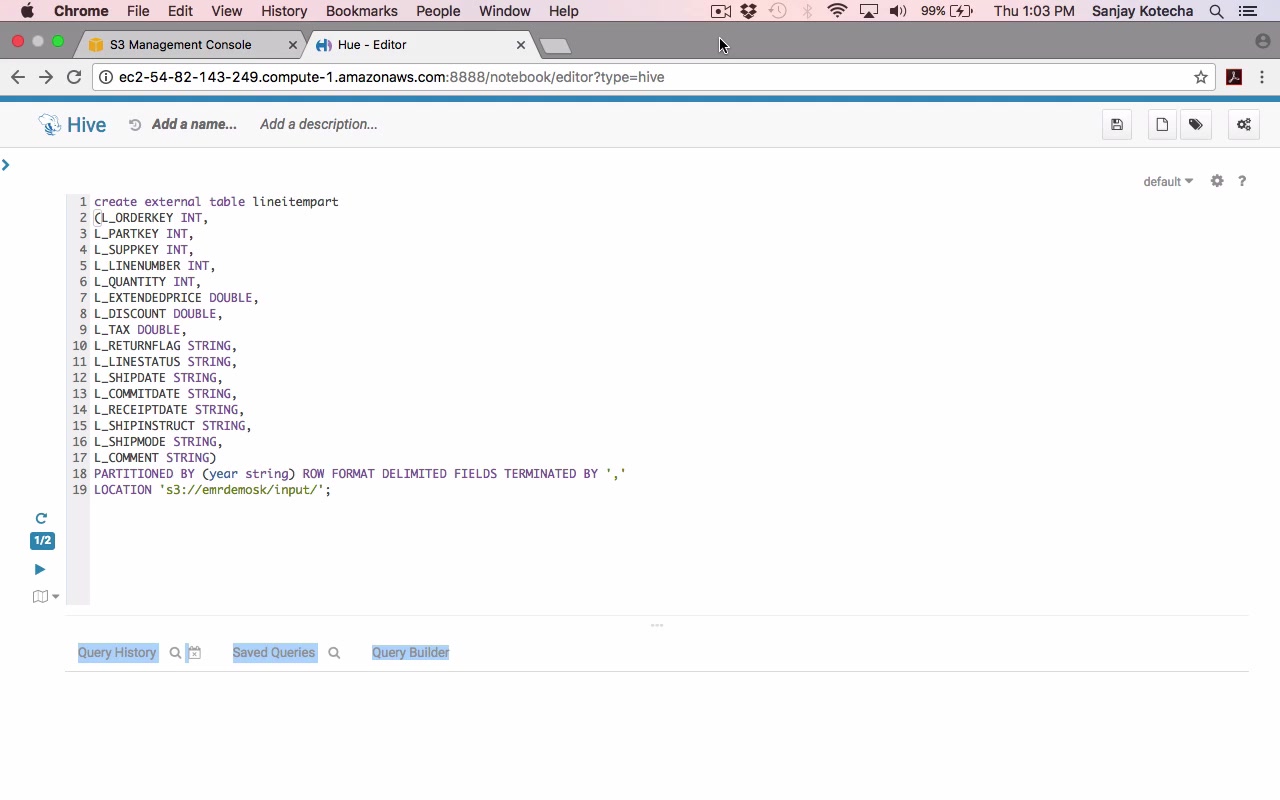 Chrome File Edit View History Bookmarks People Window Help 99% Thu 1:03 PM Sanjay Kotecha
S3 Management Console × Hue - Editor ×
ec2-54-82-143-249.compute-1.amazonaws.com:8888/notebook/editor?type=hive
Hive Add a name... Add a description...
default ?
1 create external table lineitempart
2 (L_ORDERKEY INT,
3 L_PARTKEY INT,
4 L_SUPPKEY INT,
5 L_LINENUMBER INT,
6 L_QUANTITY INT,
7 L_EXTENDEDPRICE DOUBLE,
8 L_DISCOUNT DOUBLE,
9 L_TAX DOUBLE,
10 L_RETURNFLAG STRING,
11 L_LINESTATUS STRING,
12 L_SHIPDATE STRING,
13 L_COMMITDATE STRING,
14 L_RECEIPTDATE STRING,
15 L_SHIPINSTRUCT STRING,
16 L_SHIPMODE STRING,
17 L_COMMENT STRING)
18 PARTITIONED BY (year string) ROW FORMAT DELIMITED FIELDS TERMINATED BY ','
19 LOCATION 's3://emrdemosk/input/';
1/2
Query History Saved Queries Query Builder